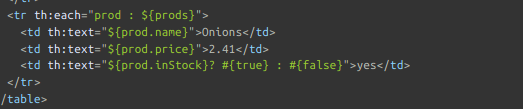 </tr>
<tr th:each="prod : ${prods}">
<td th:text="${prod.name}">Onions</td>
<td th:text="${prod.price}">2.41</td>
<td th:text="${prod.inStock}? #{true} : #{false}">yes</td>
</tr>
/table>